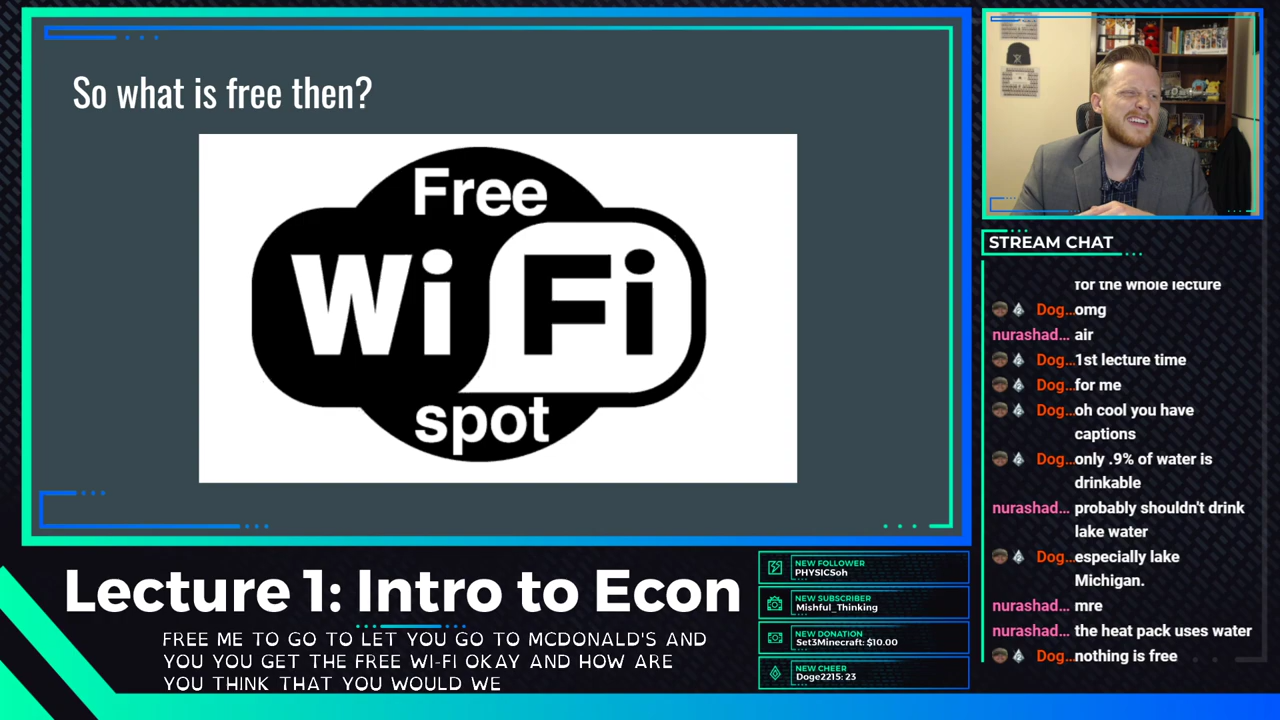 So what is free then?
Free
Wi Fi
spot
Lecture 1: Intro to Econ
FREE ME TO GO TO LET YOU GO TO MCDONALD'S AND
YOU YOU GET THE FREE WI-FI OKAY AND HOW ARE
YOU THINK THAT YOU WOULD WE
NEW FOLLOWER
PHYSICSoh
NEW SUBSCRIBER
Mishful_Thinking
NEW DONATION
Set3Minecraft: $10.00
NEW CHEER
Doge2215: 23
STREAM CHAT
for the whole lecture
Dog... omg
nurashad... air
Dog... 1st lecture time
Dog... for me
Dog... oh cool you have
captions
Dog... only .9% of water is
drinkable
nurashad... probably shouldn't drink
lake water
Dog... especially lake
Michigan.
nurashad... mre
nurashad... the heat pack uses water
Dog... nothing is free